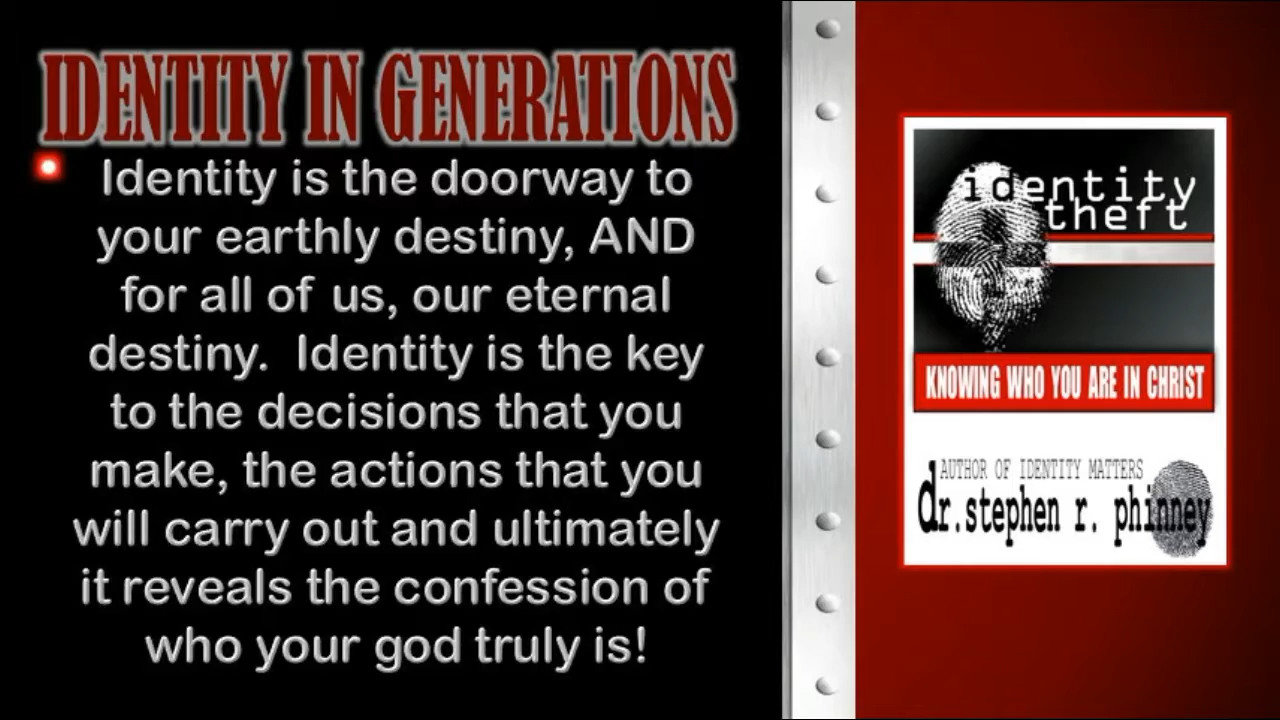 IDENTITY IN GENERATIONS
Identity is the doorway to
your earthly destiny, AND
for all of us, our eternal
destiny.  Identity is the key
to the decisions that you
make, the actions that you
will carry out and ultimately
it reveals the confession of
who your god truly is!
identity
theft
KNOWING WHO YOU ARE IN CHRIST
AUTHOR OF IDENTITY MATTERS
dr.stephen r. phinney